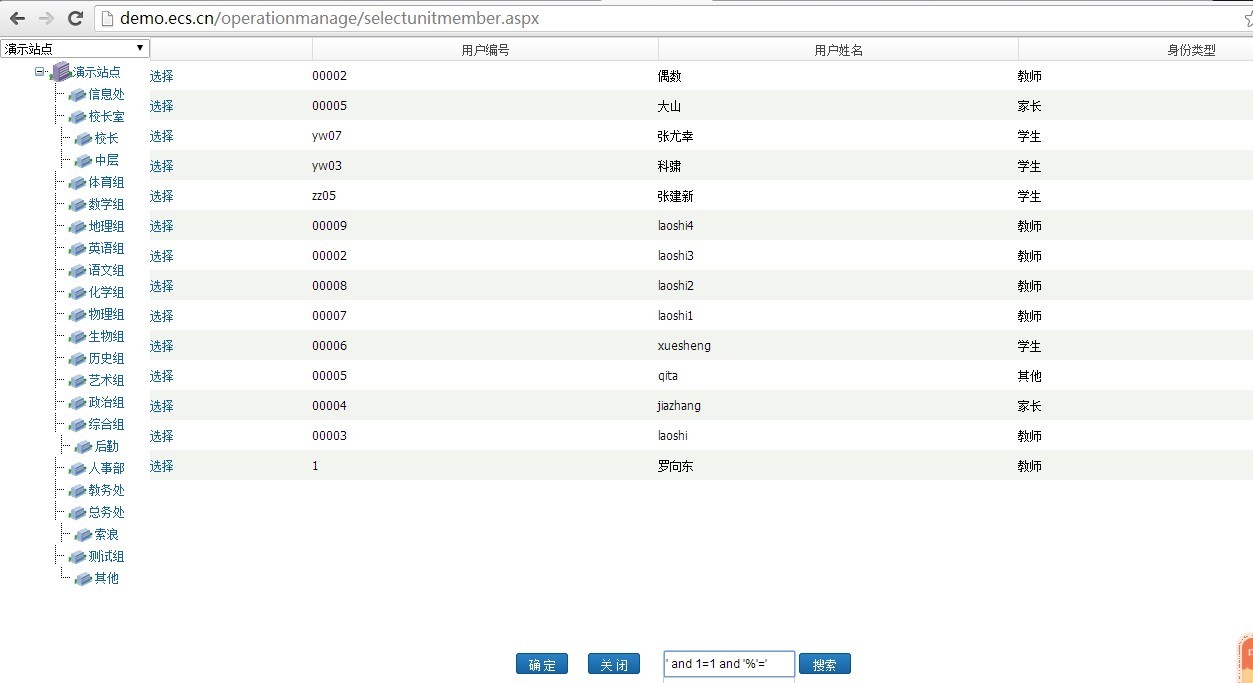 demo.ecs.cn/operationmanage/selectunitmember.aspx
演示站点
用户编号 用户姓名 身份类型
演示站点
信息处
校长室
校长
中层
体育组
数学组
地理组
英语组
语文组
化学组
物理组
生物组
历史组
艺术组
政治组
综合组
后勤
人事部
教务处
总务处
索浪
测试组
其他
选择 00002 偶数 教师
选择 00005 大山 家长
选择 yw07 张尤幸 学生
选择 yw03 科骕 学生
选择 zz05 张建新 学生
选择 00009 laoshi4 教师
选择 00002 laoshi3 教师
选择 00008 laoshi2 教师
选择 00007 laoshi1 教师
选择 00006 xuesheng 学生
选择 00005 qita 其他
选择 00004 jiazhang 家长
选择 00003 laoshi 教师
选择 1 罗向东 教师
确定 关闭 ' and 1=1 and '%'=' 搜索